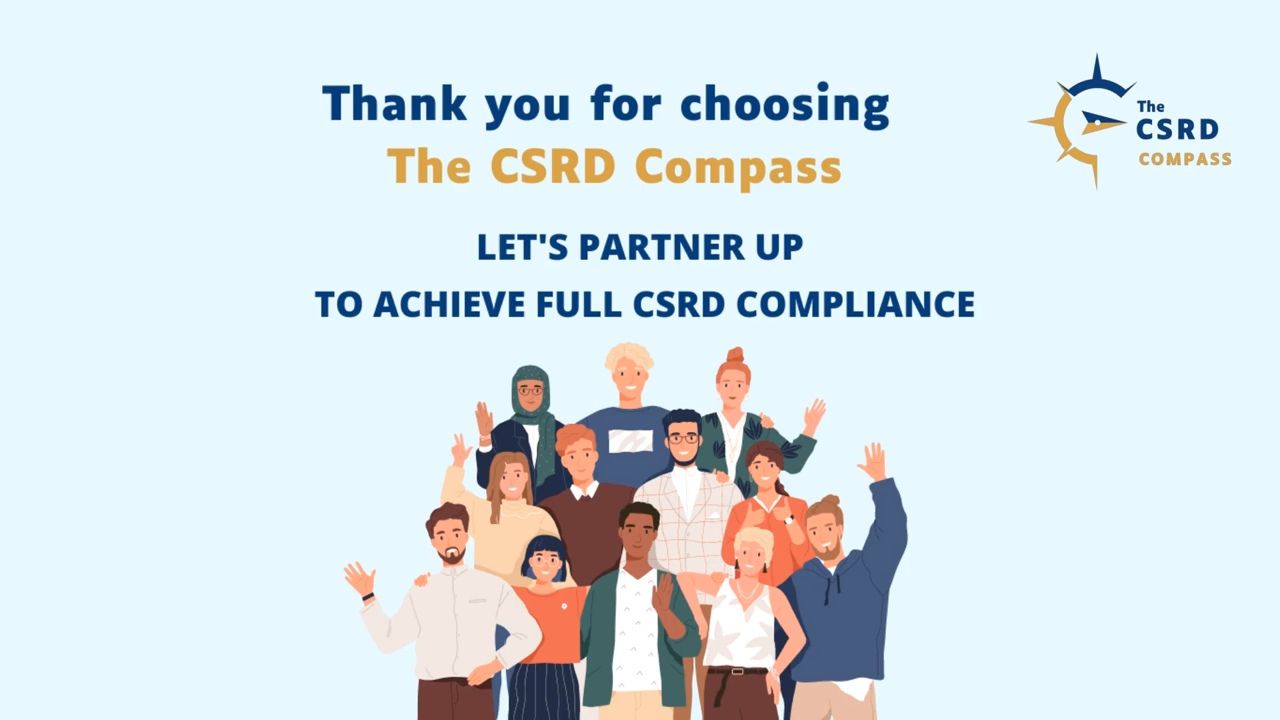 Thank you for choosing
The CSRD Compass
LET'S PARTNER UP
TO ACHIEVE FULL CSRD COMPLIANCE
The
CSRD
COMPASS